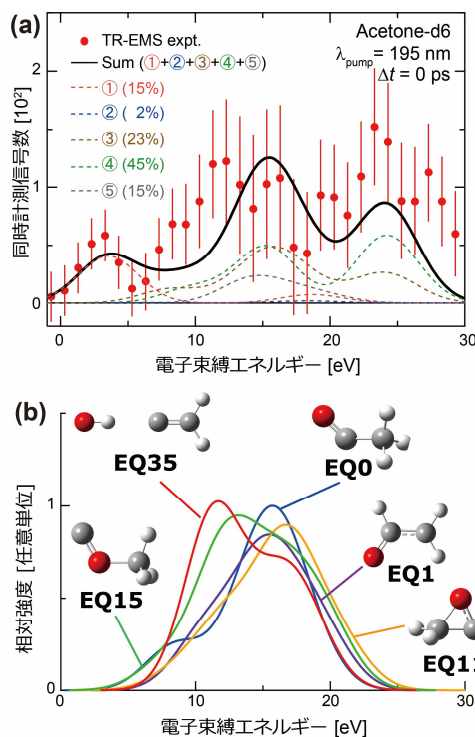 (a)
Acetone-d6
λpump = 195 nm
Δt = 0 ps
TR-EMS expt.
Sum (①+②+③+④+⑤)
① (15%)
② ( 2%)
③ (23%)
④ (45%)
⑤ (15%)
同時計測信号数 [10²]
2
1
0
0
10
15
20
25
30
電子束縛エネルギー [eV]
(b)
EQ35
EQ0
EQ15
EQ1
相対強度 [任意単位]
1
0
0
10
20
30
電子束縛エネルギー [eV]